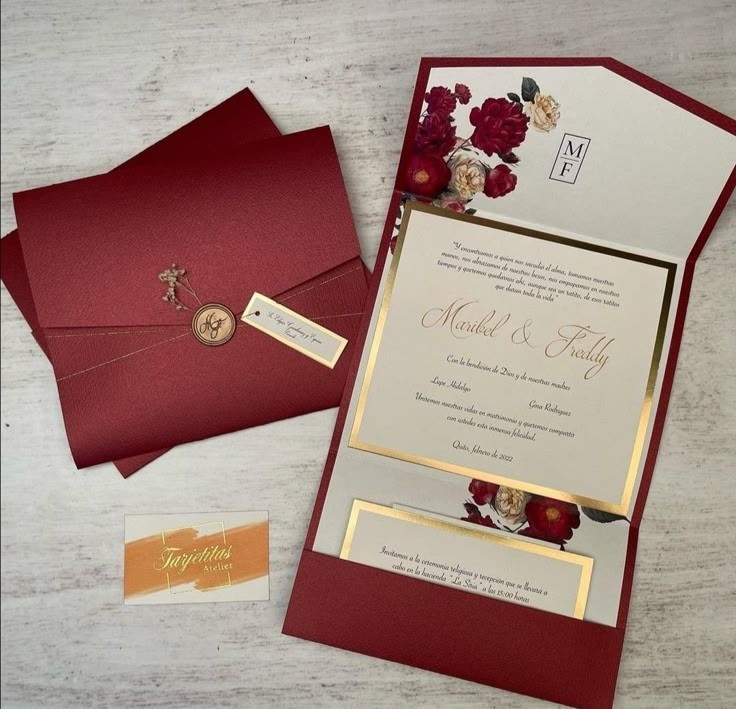 M
F
"Y encontramos a quien nos sacudió el alma, tomamos nuestras
manos, nos abrazamos de nuestros besos, nos empapamos en nuestros
tiempos y queremos quedarnos ahí, aunque sea un ratito, de esos ratitos
que duran toda la vida"
Maribel & Freddy
Con la bendición de Dios y de nuestras madres
Lupe Hidalgo
Gina Rodríguez
Uniremos nuestras vidas en matrimonio y queremos compartir
con ustedes esta inmensa felicidad.
Quito, febrero de 2022
Invitamos a la ceremonia religiosa y recepción que se llevará a
cabo en la hacienda "La Siria" a las 15:00 horas
Tarjetitas
Atelier